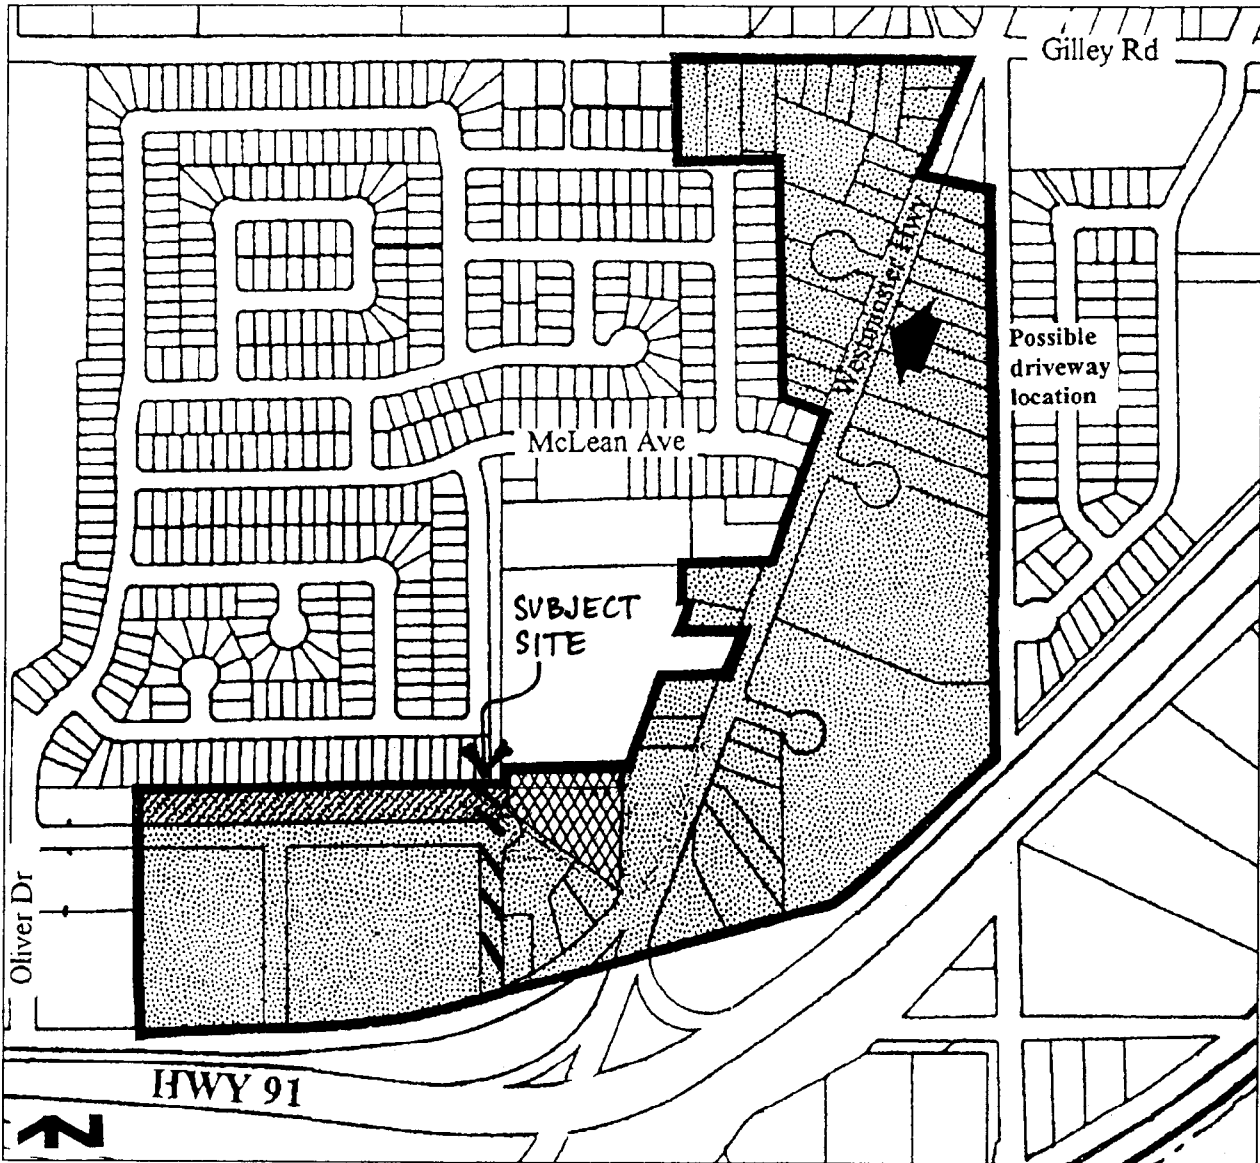 Gilley Rd
Westminster Hwy
Possible
driveway
location
McLean Ave
SUBJECT
SITE
Oliver Dr
HWY 91
N